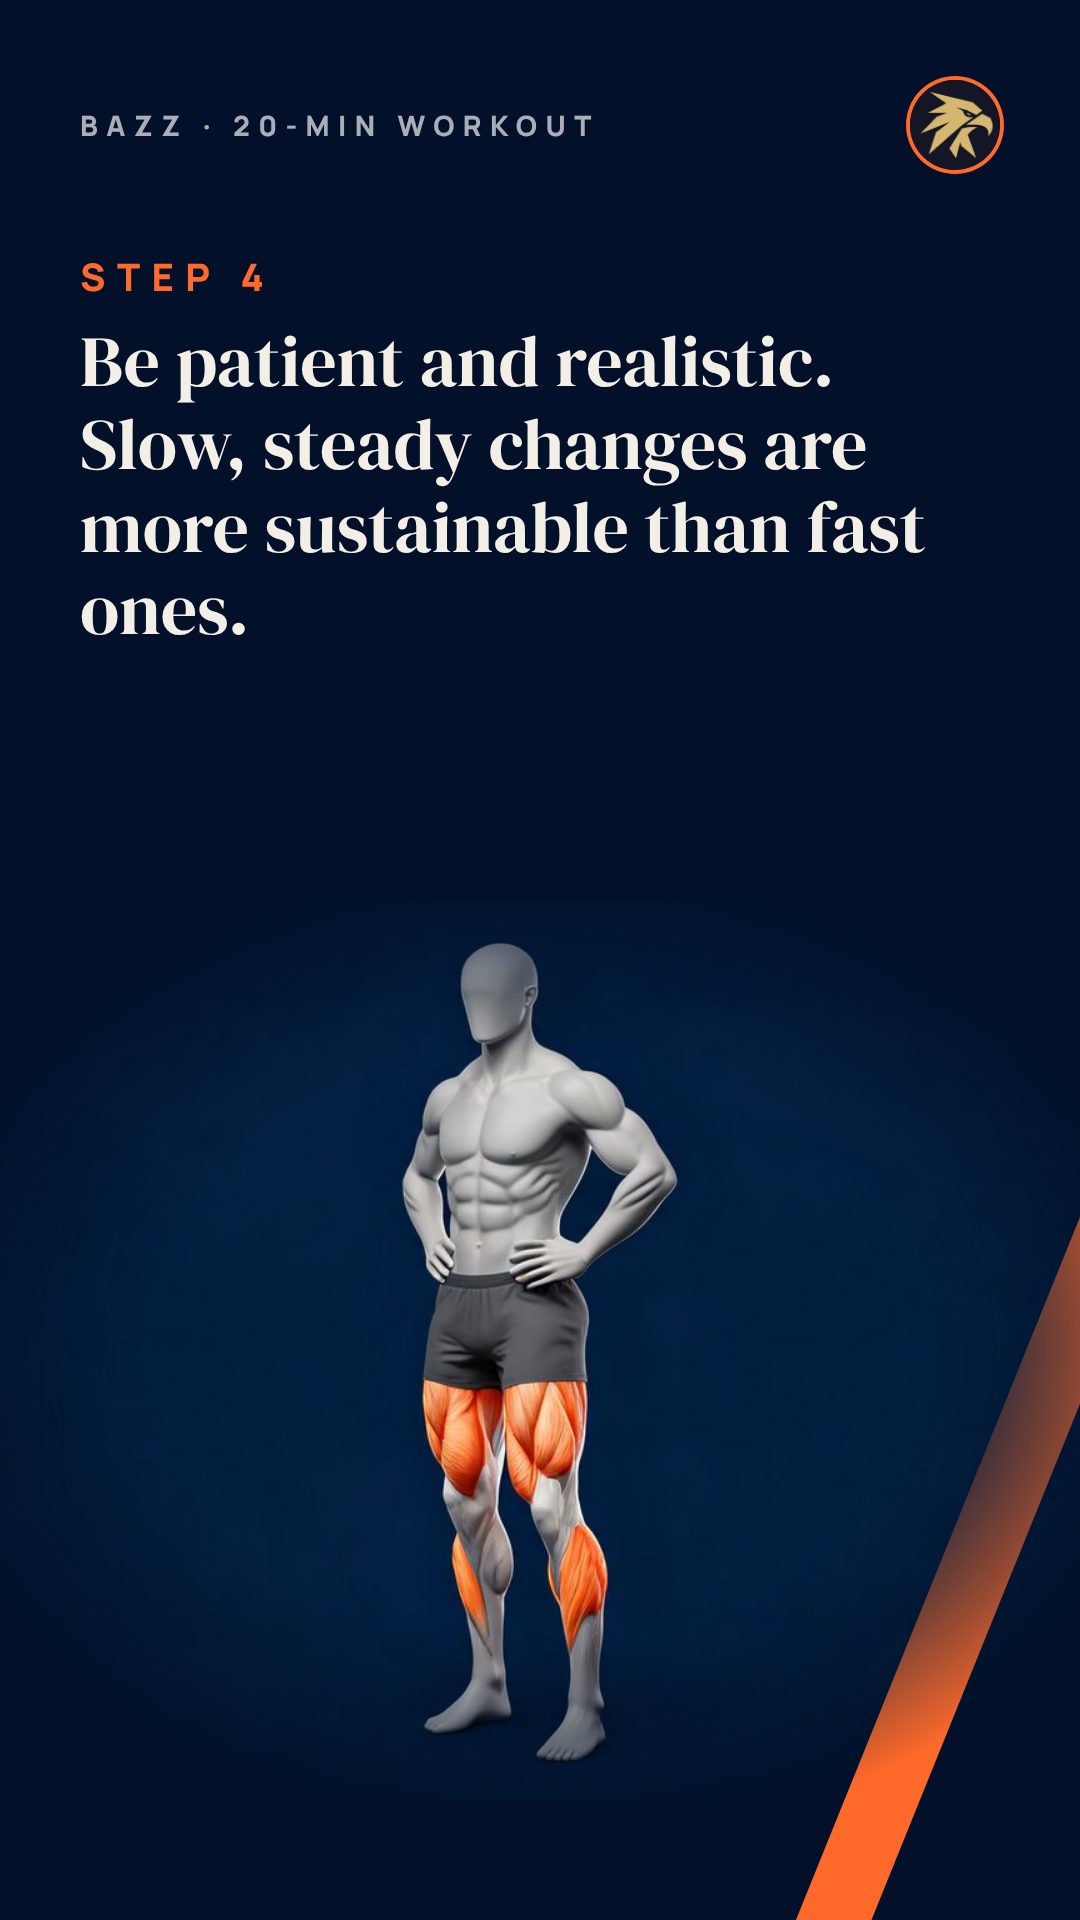 BAZZ · 20-MIN WORKOUT
STEP 4
Be patient and realistic.
Slow, steady changes are
more sustainable than fast
ones.